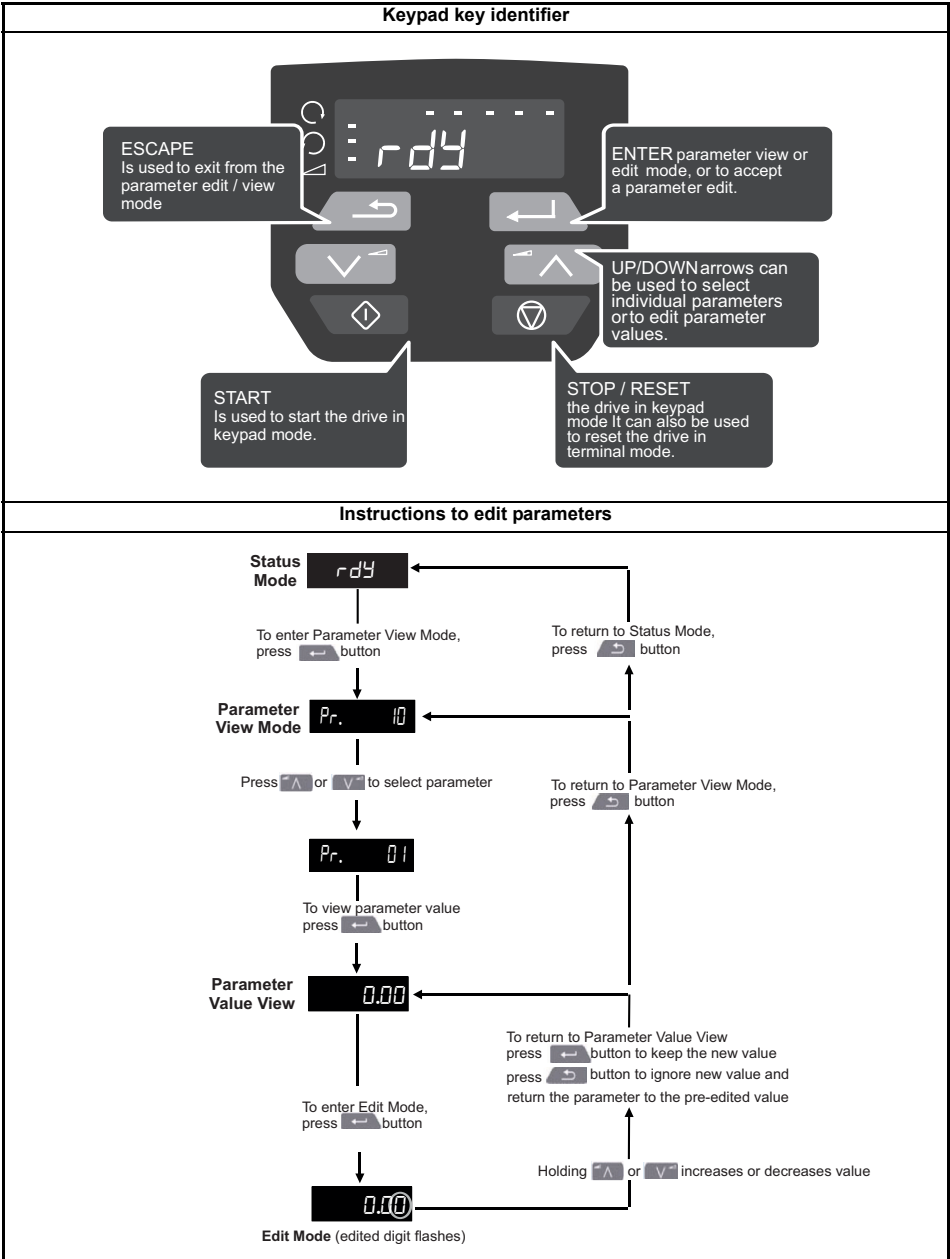 Keypad key identifier
rdy
ESCAPE
Is used to exit from the
parameter edit / view
mode
ENTER parameter view or
edit mode, or to accept
a parameter edit.
UP/DOWN arrows can
be used to select
individual parameters
orto edit parameter
values.
START
Is used to start the drive in
keypad mode.
STOP / RESET
the drive in keypad
mode It can also be used
to reset the drive in
terminal mode.
Instructions to edit parameters
Status
Mode
rdy
To enter Parameter View Mode,
press button
To return to Status Mode,
press button
Parameter
View Mode
Pr. 10
Press or to select parameter
To return to Parameter View Mode,
press button
Pr. 01
To view parameter value
press button
Parameter
Value View
0.00
To return to Parameter Value View
press button to keep the new value
press button to ignore new value and
return the parameter to the pre-edited value
To enter Edit Mode,
press button
Holding or increases or decreases value
0.00
Edit Mode (edited digit flashes)